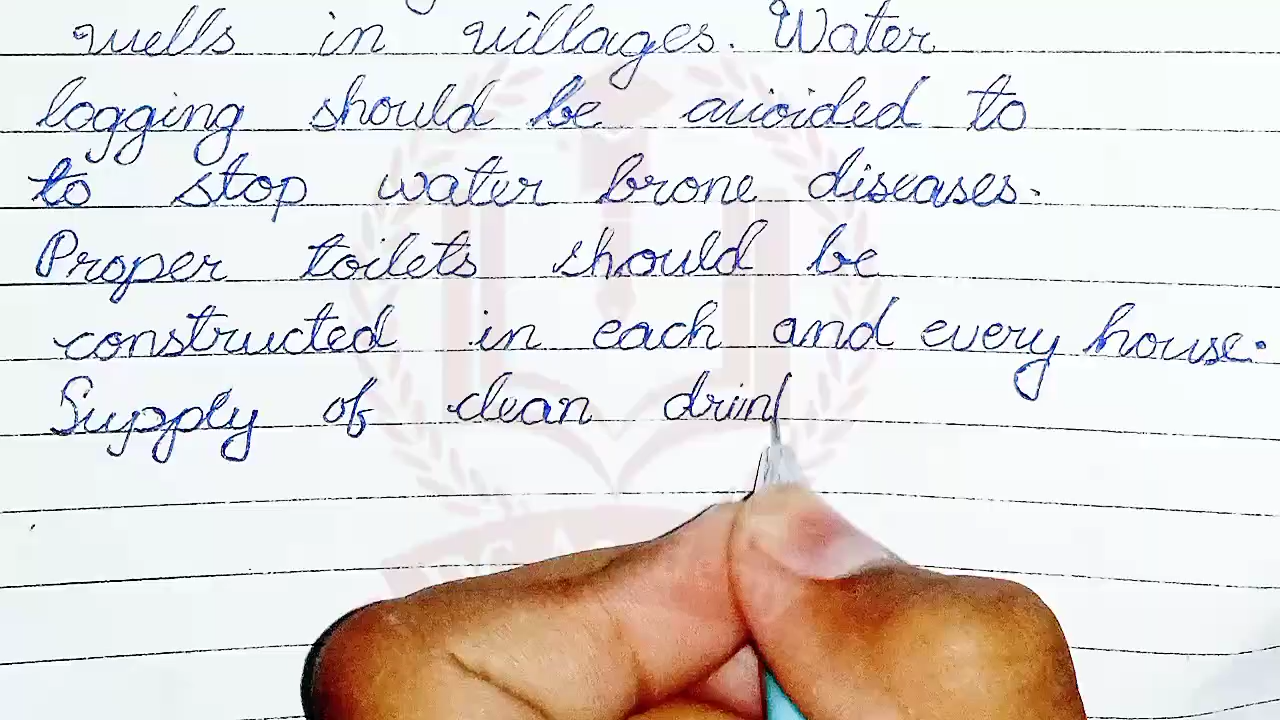 wells in villages. Water
logging should be avoided to
to stop water brone diseases.
Proper toilets should be
constructed in each and every house.
Supply of clean drin